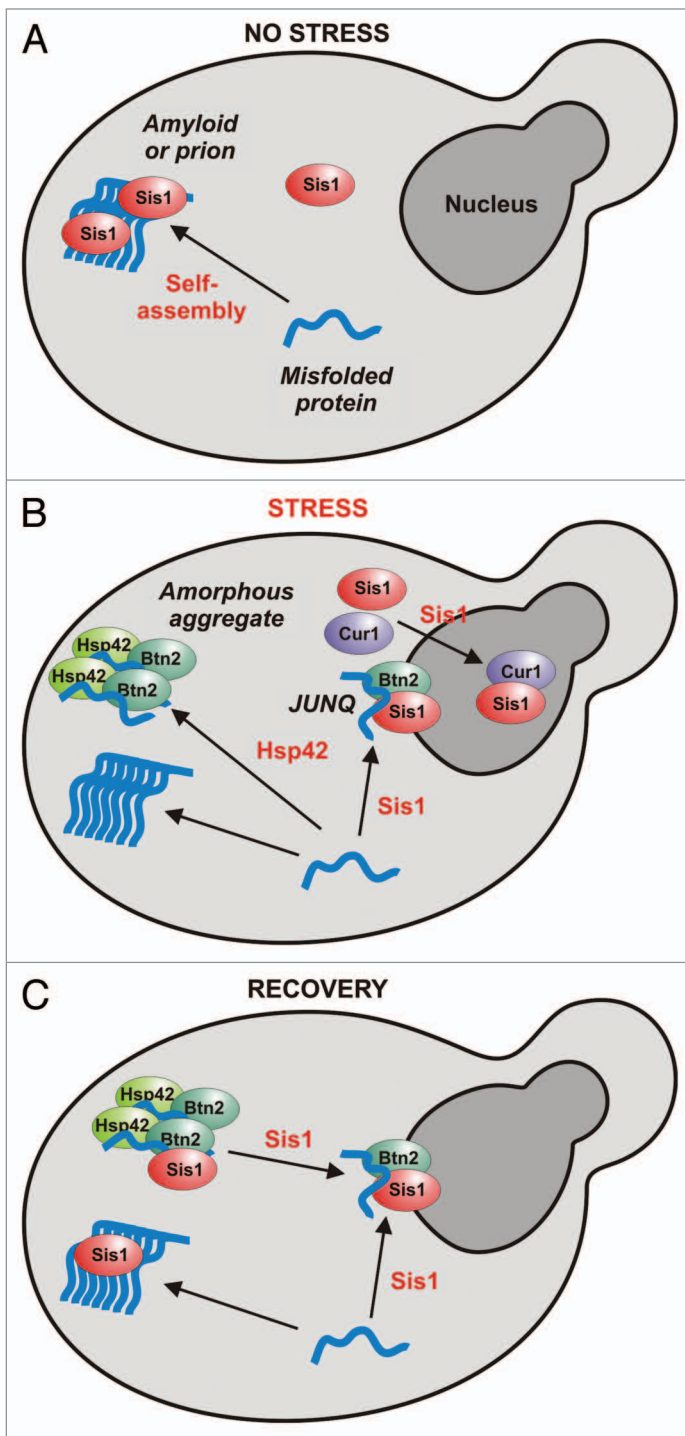 A
NO STRESS
Amyloid
or prion
Sis1
Sis1
Sis1
Nucleus
Self-
assembly
Misfolded
protein
B
STRESS
Amorphous
aggregate
Sis1
Sis1
Cur1
Hsp42
Btn2
Hsp42
Btn2
Btn2
Cur1
Sis1
Sis1
JUNQ
Hsp42
Sis1
C
RECOVERY
Hsp42
Btn2
Hsp42
Btn2
Sis1
Sis1
Btn2
Sis1
Sis1
Sis1